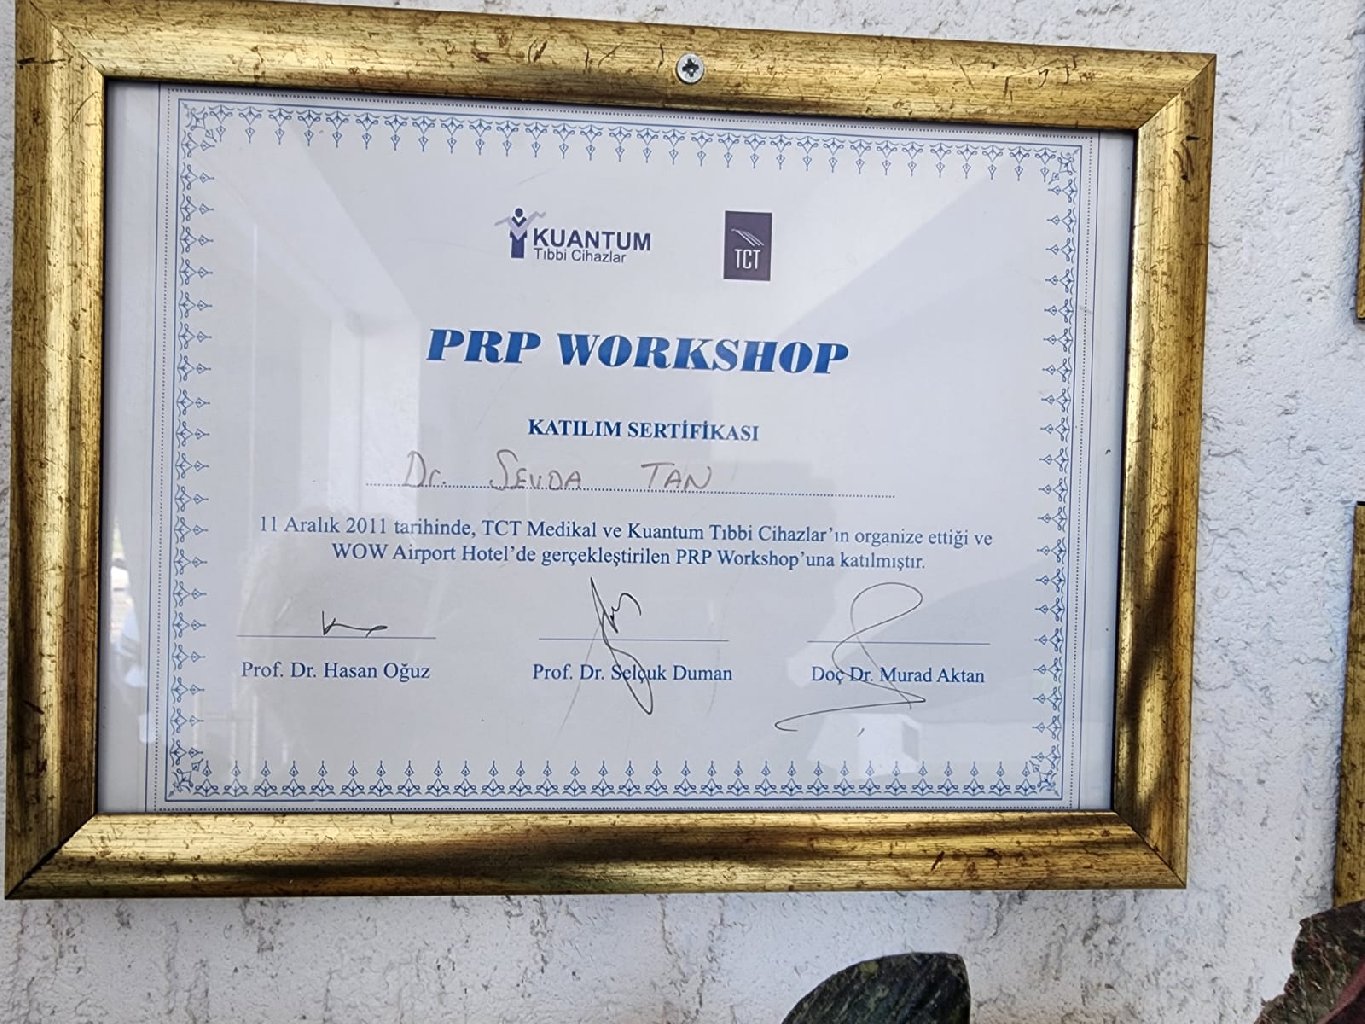 KUANTUM
Tıbbi Cihazlar
TCT
PRP WORKSHOP
KATILIM SERTİFİKASI
Dr. SEVDA TAN
11 Aralık 2011 tarihinde, TCT Medikal ve Kuantum Tıbbi Cihazlar'ın organize ettiği ve
WOW Airport Hotel'de gerçekleştirilen PRP Workshop'una katılmıştır.
Prof. Dr. Hasan Oğuz
Prof. Dr. Selçuk Duman
Doç Dr. Murad Aktan